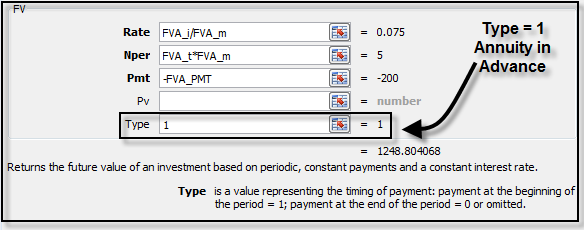 FV
Rate FVA_i/FVA_m = 0.075
Nper FVA_t*FVA_m = 5
Pmt -FVA_PMT = -200
Pv = number
Type 1 = 1
= 1248.804068
Type = 1
Annuity in
Advance
Returns the future value of an investment based on periodic, constant payments and a constant interest rate.
Type is a value representing the timing of payment: payment at the beginning of
the period = 1; payment at the end of the period = 0 or omitted.